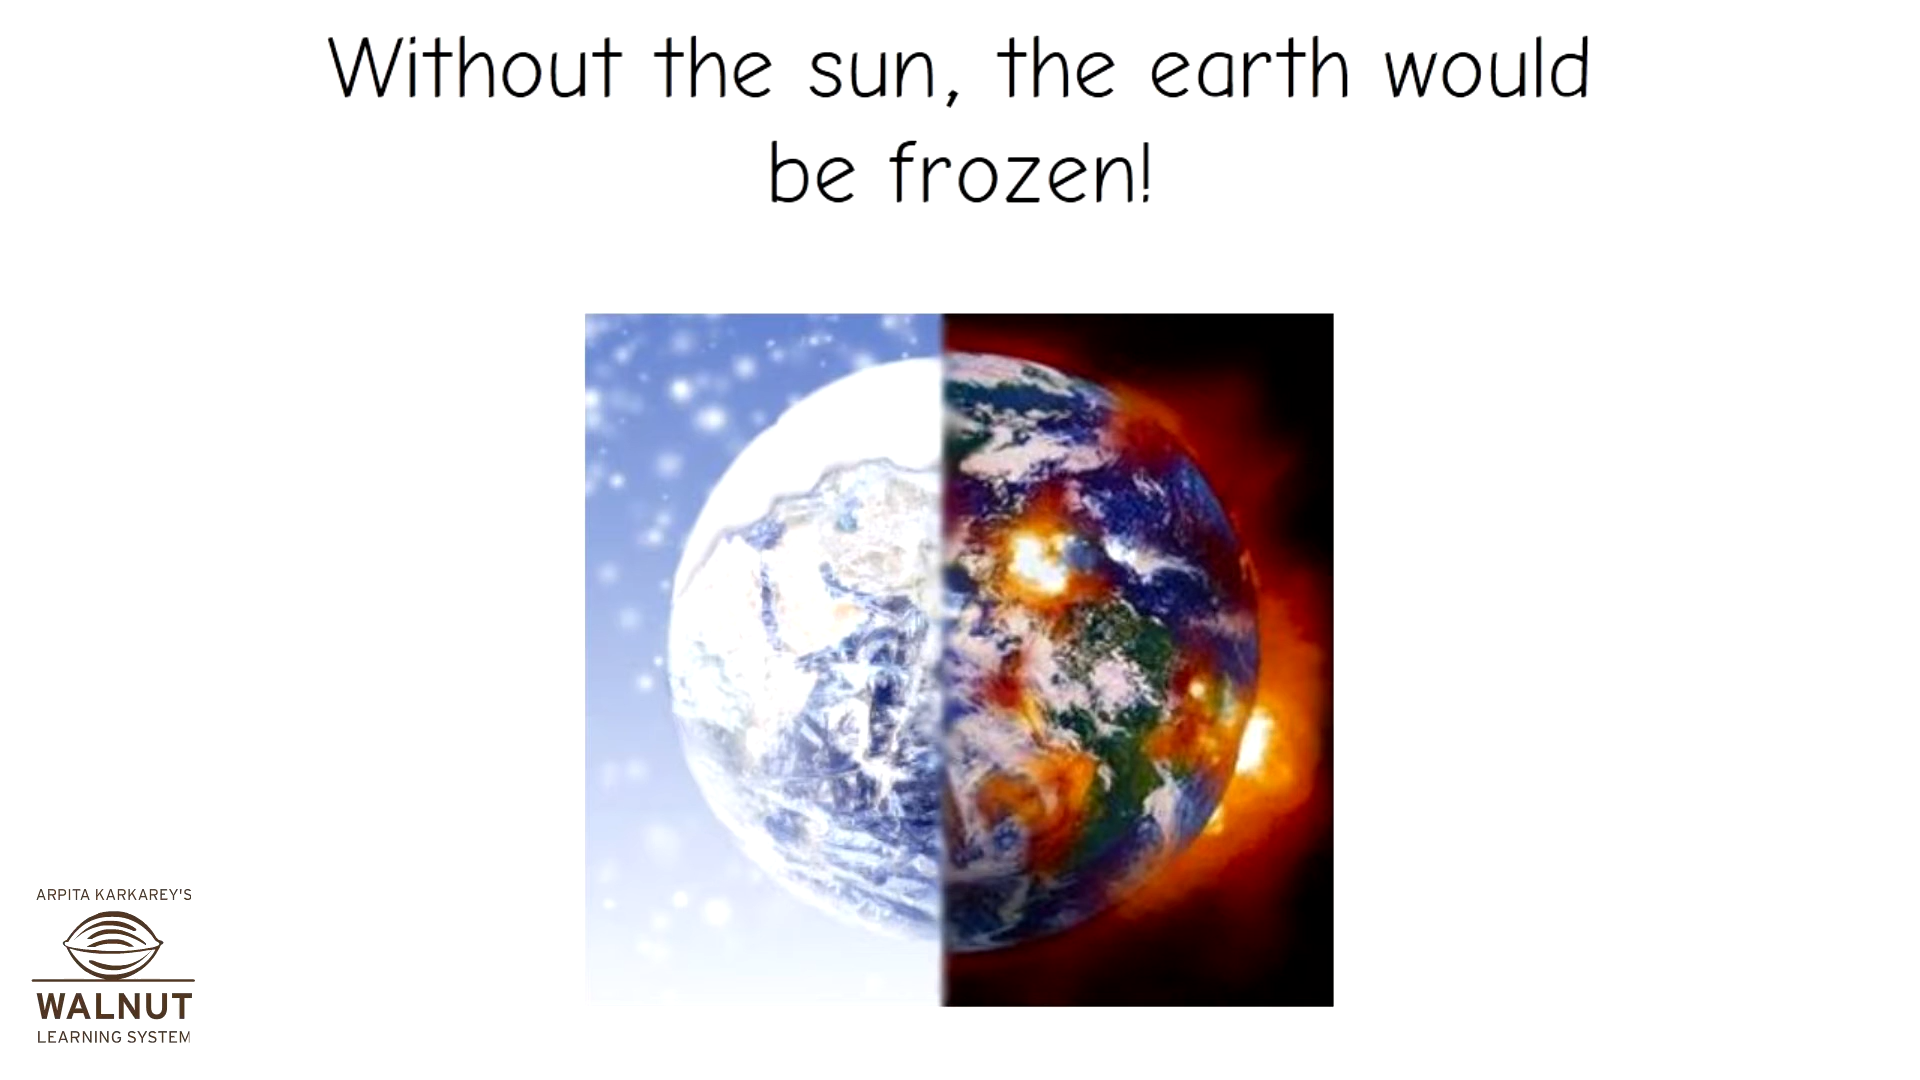 Without the sun, the earth would
be frozen!
ARPITA KARKAREY'S
WALNUT
LEARNING SYSTEM